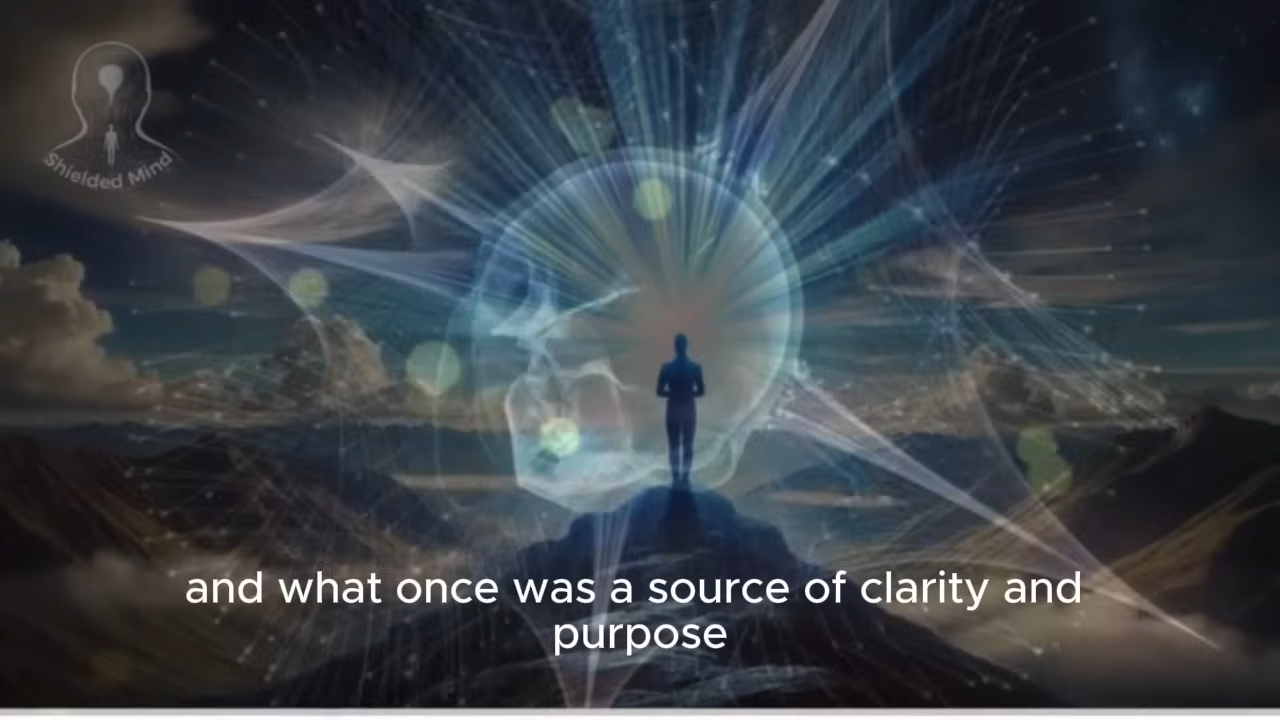 Shielded Mind
and what once was a source of clarity and
purpose